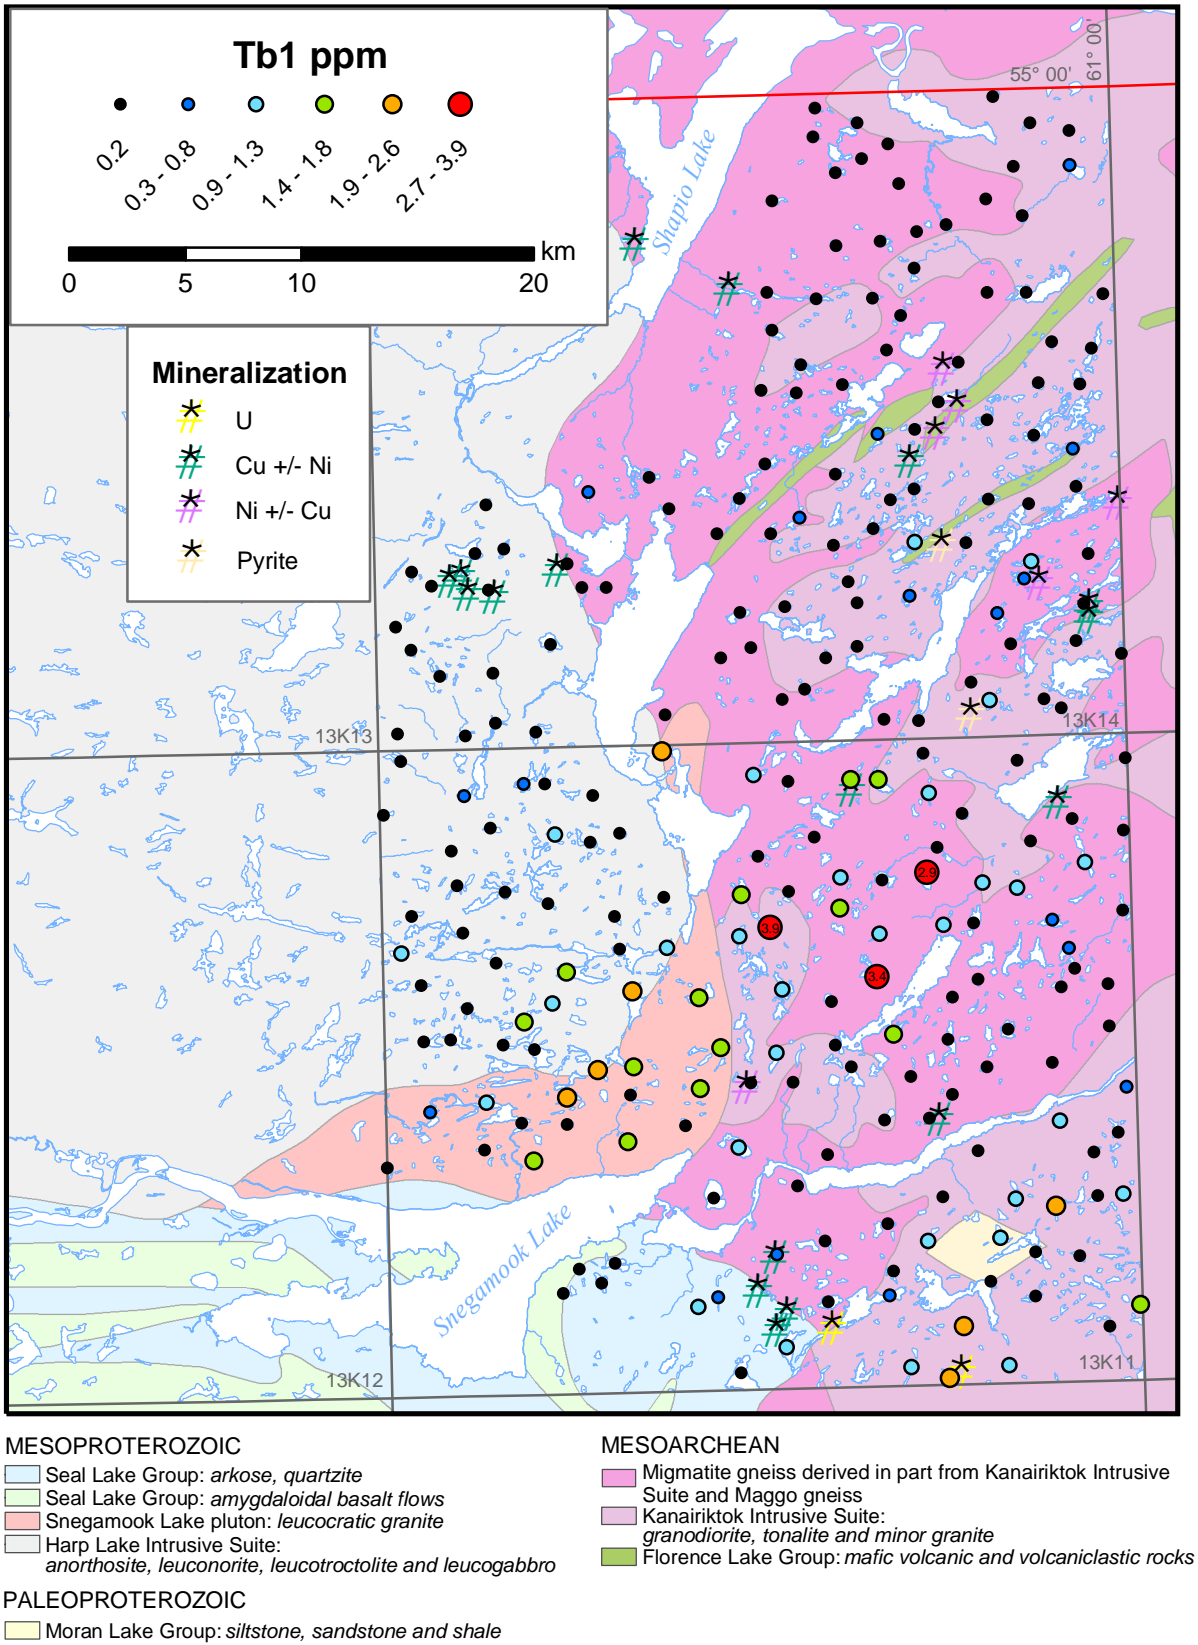 Tb1 ppm
0.2
0.3 - 0.8
0.9 - 1.3
1.4 - 1.8
1.9 - 2.6
2.7 - 3.9
km
0
5
10
20
Mineralization
U
Cu +/- Ni
Ni +/- Cu
Pyrite
55° 00'
61° 00'
Shapio Lake
13K13
13K14
2.9
3.9
3.4
Snegamook Lake
13K12
13K11
MESOPROTEROZOIC
Seal Lake Group: arkose, quartzite
Seal Lake Group: amygdaloidal basalt flows
Snegamook Lake pluton: leucocratic granite
Harp Lake Intrusive Suite:
anorthosite, leuconorite, leucotroctolite and leucogabbro
PALEOPROTEROZOIC
Moran Lake Group: siltstone, sandstone and shale
MESOARCHEAN
Migmatite gneiss derived in part from Kanairiktok Intrusive
Suite and Maggo gneiss
Kanairiktok Intrusive Suite:
granodiorite, tonalite and minor granite
Florence Lake Group: mafic volcanic and volcaniclastic rocks